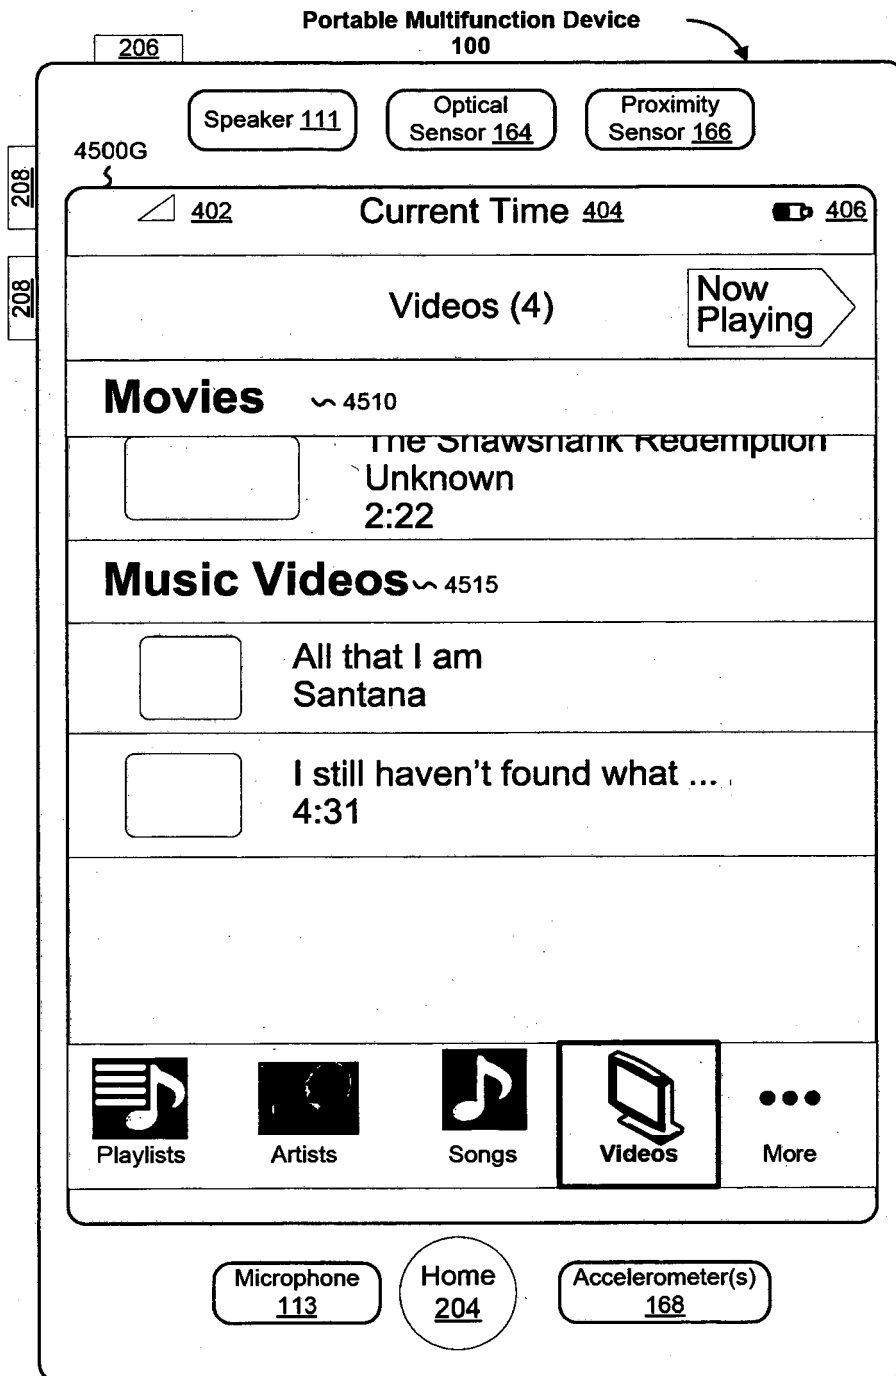 Portable Multifunction Device
100
206
Speaker 111
Optical
Sensor 164
Proximity
Sensor 166
4500G
208
208
402
Current Time 404
406
Videos (4)
Now
Playing
Movies
4510
The Shawshank Redemption
Unknown
2:22
Music Videos
4515
All that I am
Santana
I still haven't found what ...
4:31
Playlists
Artists
Songs
Videos
More
Microphone
113
Home
204
Accelerometer(s)
168